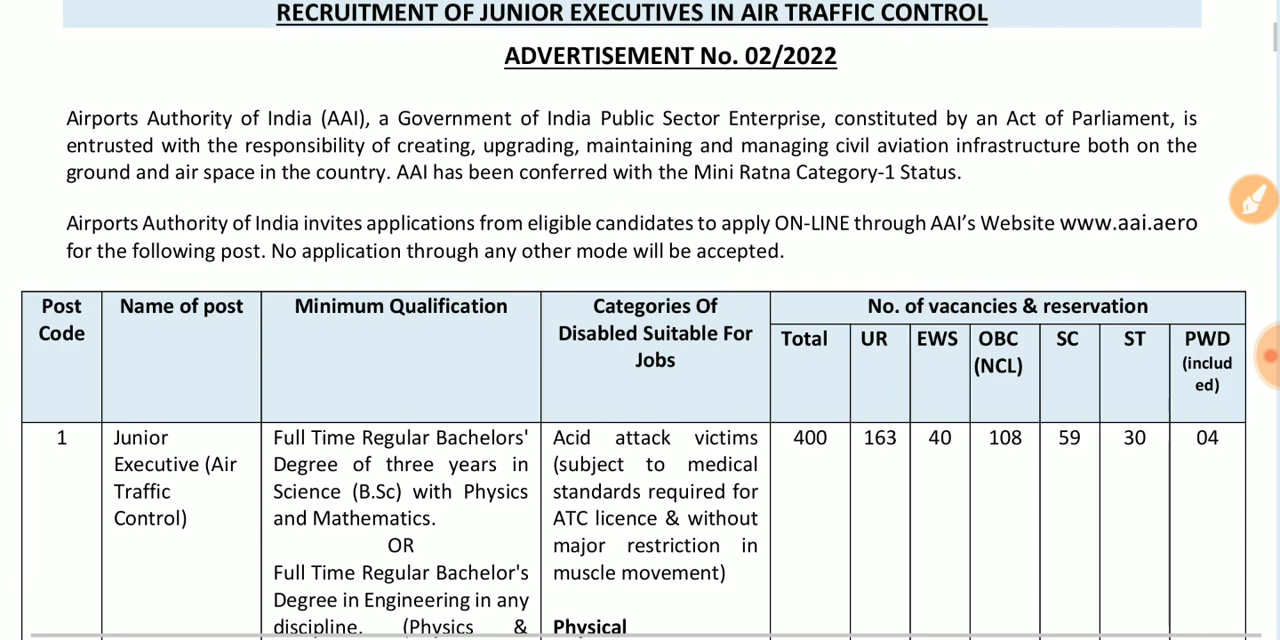 RECRUITMENT OF JUNIOR EXECUTIVES IN AIR TRAFFIC CONTROL
ADVERTISEMENT No. 02/2022
Airports Authority of India (AAI), a Government of India Public Sector Enterprise, constituted by an Act of Parliament, is
entrusted with the responsibility of creating, upgrading, maintaining and managing civil aviation infrastructure both on the
ground and air space in the country. AAI has been conferred with the Mini Ratna Category-1 Status.
Airports Authority of India invites applications from eligible candidates to apply ON-LINE through AAI’s Website www.aai.aero
for the following post. No application through any other mode will be accepted.
Post
Code
Name of post
Minimum Qualification
Categories Of
Disabled Suitable For
Jobs
No. of vacancies & reservation
Total
UR
EWS
OBC
(NCL)
SC
ST
PWD
(includ
ed)
1
Junior
Executive (Air
Traffic
Control)
Full Time Regular Bachelors'
Degree of three years in
Science (B.Sc) with Physics
and Mathematics.
OR
Full Time Regular Bachelor's
Degree in Engineering in any
discipline. (Physics &
Acid attack victims
(subject to medical
standards required for
ATC licence & without
major restriction in
muscle movement)
Physical
400
163
40
108
59
30
04